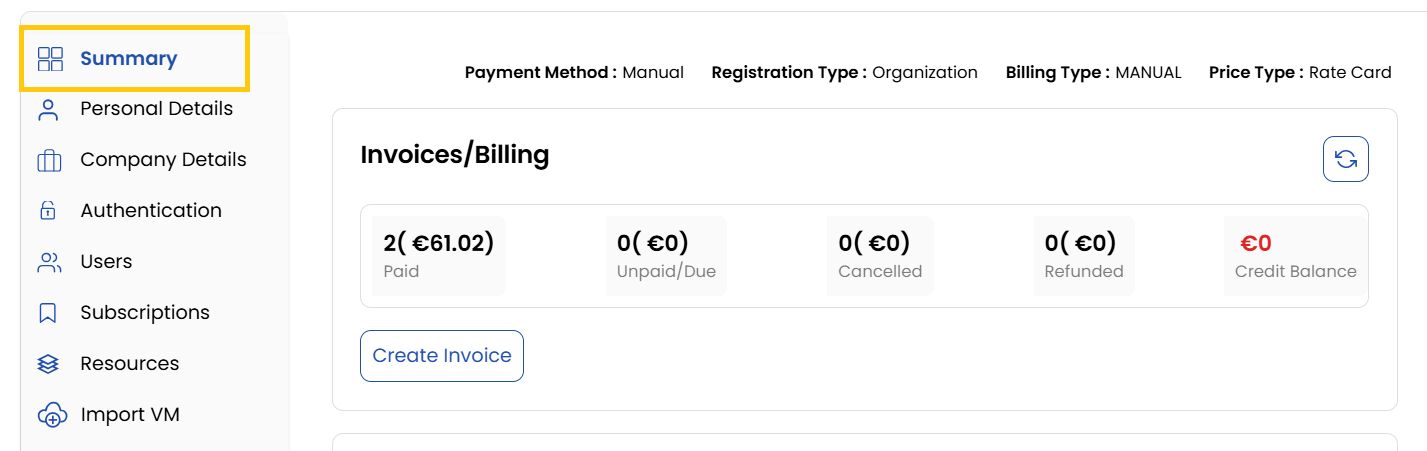 Summary
Personal Details
Company Details
Authentication
Users
Subscriptions
Resources
Import VM
Payment Method : Manual Registration Type : Organization Billing Type : MANUAL Price Type : Rate Card
Invoices/Billing
2( €61.02) 0( €0) 0( €0) 0( €0) €0
Paid Unpaid/Due Cancelled Refunded Credit Balance
Create Invoice